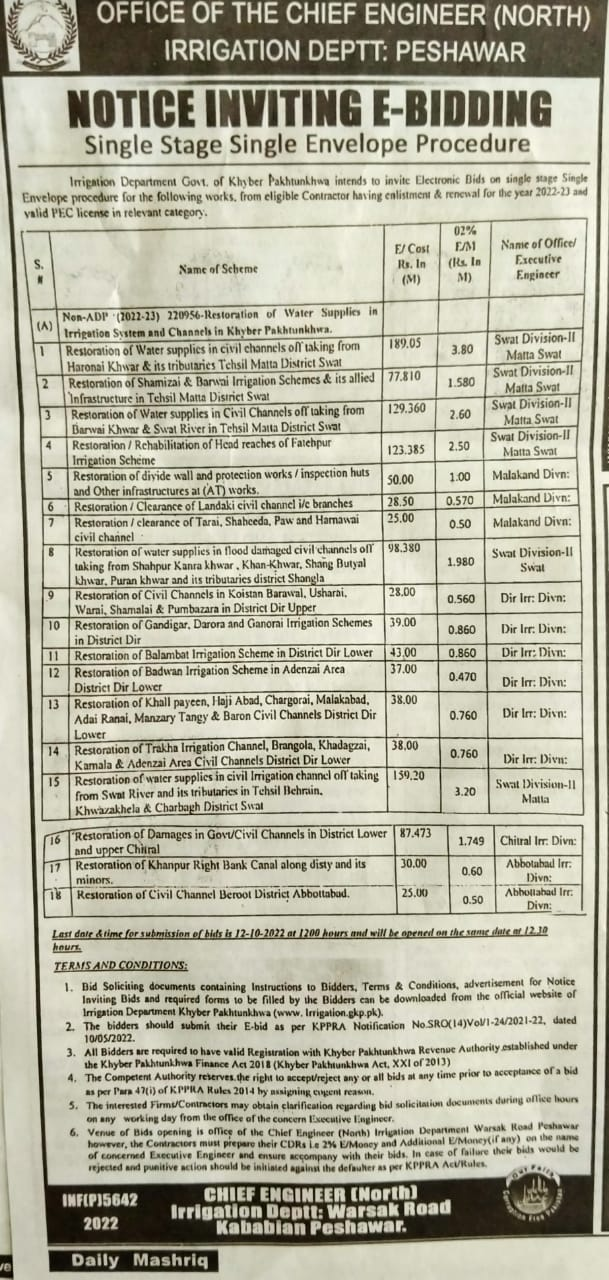 OFFICE OF THE CHIEF ENGINEER (NORTH)
IRRIGATION DEPTT: PESHAWAR
NOTICE INVITING E-BIDDING
Single Stage Single Envelope Procedure
Irrigation Department Govt. of Khyber Pakhtunkhwa intends to invite Electronic Bids on single stage Single
Envelope procedure for the following works, from eligible Contractor having enlistment & renewal for the year 2022-23 and
valid PEC license in relevant category.
S. # Name of Scheme E/ Cost Rs. In (M) 02% E/M (Rs. In M) Name of Office/ Executive Engineer
(A) Non-ADP (2022-23) 220956-Restoration of Water Supplies in
Irrigation System and Channels in Khyber Pakhtunkhwa.
1 Restoration of Water supplies in civil channels off taking from 189.05 3.80 Swat Division-II
Haronai Khwar & its tributaries Tehsil Matta District Swat Matta Swat
2 Restoration of Shamizai & Barwai Irrigation Schemes & its allied 77.810 1.580 Swat Division-II
Infrastructure in Tehsil Matta District Swat Matta Swat
3 Restoration of Water supplies in Civil Channels off taking from 129.360 2.60 Swat Division-II
Barwai Khwar & Swat River in Tehsil Matta District Swat Matta Swat
4 Restoration / Rehabilitation of Head reaches of Fatehpur 123.385 2.50 Swat Division-II
Irrigation Scheme Matta Swat
5 Restoration of divide wall and protection works / inspection huts 50.00 1.00 Malakand Divn:
and Other infrastructures at (AT) works.
6 Restoration / Clearance of Landaki civil channel i/c branches 28.50 0.570 Malakand Divn:
7 Restoration / clearance of Tarai, Shaheeda, Paw and Harnawai 25.00 0.50 Malakand Divn:
civil channel
8 Restoration of water supplies in flood damaged civil channels off 98.380 1.980 Swat Division-II
taking from Shahpur Kanra khwar , Khan-Khwar, Shang Butyal Swat
khwar, Puran khwar and its tributaries district Shangla
9 Restoration of Civil Channels in Koistan Barawal, Usharai, 28.00 0.560 Dir Irr: Divn:
Warai, Shamalai & Pumbazara in District Dir Upper
10 Restoration of Gandigar, Darora and Ganorai Irrigation Schemes 39.00 0.860 Dir Irr: Divn:
in District Dir
11 Restoration of Balambat Irrigation Scheme in District Dir Lower 43.00 0.860 Dir Irr: Divn:
12 Restoration of Badwan Irrigation Scheme in Adenzai Area 37.00 0.470 Dir Irr: Divn:
District Dir Lower
13 Restoration of Khall payeen, Haji Abad, Chargorai, Malakabad, 38.00 0.760 Dir Irr: Divn:
Adai Ranai, Manzary Tangy & Baron Civil Channels District Dir
Lower
14 Restoration of Trakha Irrigation Channel, Brangola, Khadagzai, 38.00 0.760 Dir Irr: Divn:
Kamala & Adenzai Area Civil Channels District Dir Lower
15 Restoration of water supplies in civil Irrigation channel off taking 159.20 3.20 Swat Division-II
from Swat River and its tributaries in Tehsil Behrain, Matta
Khwazakhela & Charbagh District Swat
16 Restoration of Damages in Govt/Civil Channels in District Lower 87.473 1.749 Chitral Irr: Divn:
and upper Chitral
17 Restoration of Khanpur Right Bank Canal along disty and its 30.00 0.60 Abbotabad Irr:
minors. Divn:
18 Restoration of Civil Channel Beroot District Abbottabad. 25.00 0.50 Abbottabad Irr:
Divn:
Last date & time for submission of bids is 12-10-2022 at 1200 hours and will be opened on the same date at 12.30
hours.
TERMS AND CONDITIONS:
1. Bid Soliciting documents containing Instructions to Bidders, Terms & Conditions, advertisement for Notice
Inviting Bids and required forms to be filled by the Bidders can be downloaded from the official website of
Irrigation Department Khyber Pakhtunkhwa (www. Irrigation.gkp.pk).
2. The bidders should submit their E-bid as per KPPRA Notification No.SRO(14)Vol/1-24/2021-22, dated
10/05/2022.
3. All Bidders are required to have valid Registration with Khyber Pakhtunkhwa Revenue Authority established under
the Khyber Pakhtunkhwa Finance Act 2018 (Khyber Pakhtunkhwa Act, XXI of 2013)
4. The Competent Authority reserves the right to accept/reject any or all bids at any time prior to acceptance of a bid
as per Para 47(i) of KPPRA Rules 2014 by assigning cogent reason.
5. The interested Firms/Contractors may obtain clarification regarding bid solicitation documents during office hours
on any working day from the office of the concern Executive Engineer.
6. Venue of Bids opening is office of the Chief Engineer (North) Irrigation Department Warsak Road Peshawar
however, the Contractors must prepare their CDRs i.e 2% E/Money and Additional E/Money(if any) on the name
of concerned Executive Engineer and ensure accompany with their bids. In case of failure their bids would be
rejected and punitive action should be initiated against the defaulter as per KPPRA Act/Rules.
INF(P)5642
2022
CHIEF ENGINEER (North)
Irrigation Deptt: Warsak Road
Kababian Peshawar.
Daily Mashriq